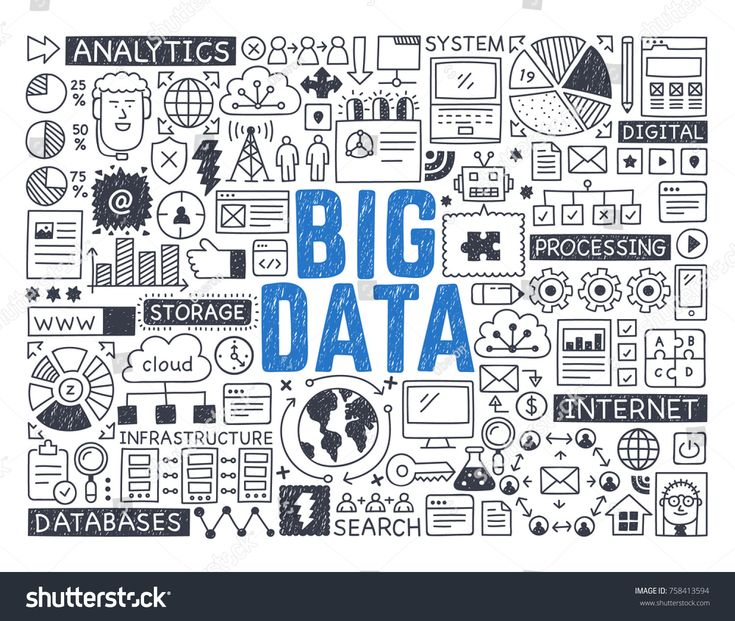 ANALYTICS
SYSTEM
25
%
50
%
75
%
19
DIGITAL
@
BIG
DATA
PROCESSING
STORAGE
WWW
cloud
Z
A B
C D
$
INTERNET
INFRASTRUCTURE
DATABASES
SEARCH
shutterstock®
IMAGE ID: 758413594
www.shutterstock.com